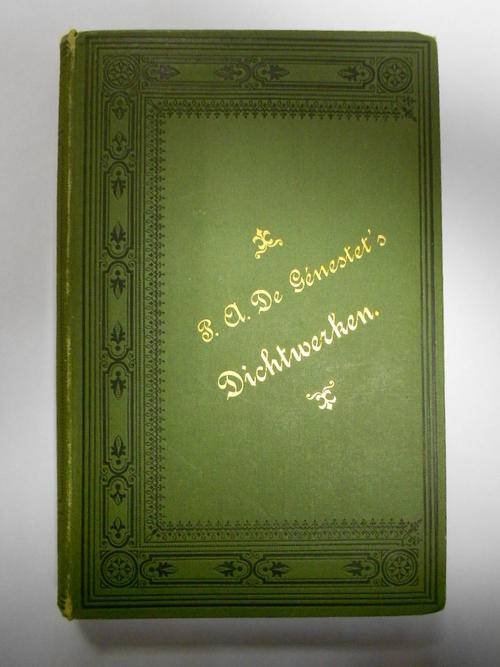 P. A. De Génestet's
Dichtwerken.